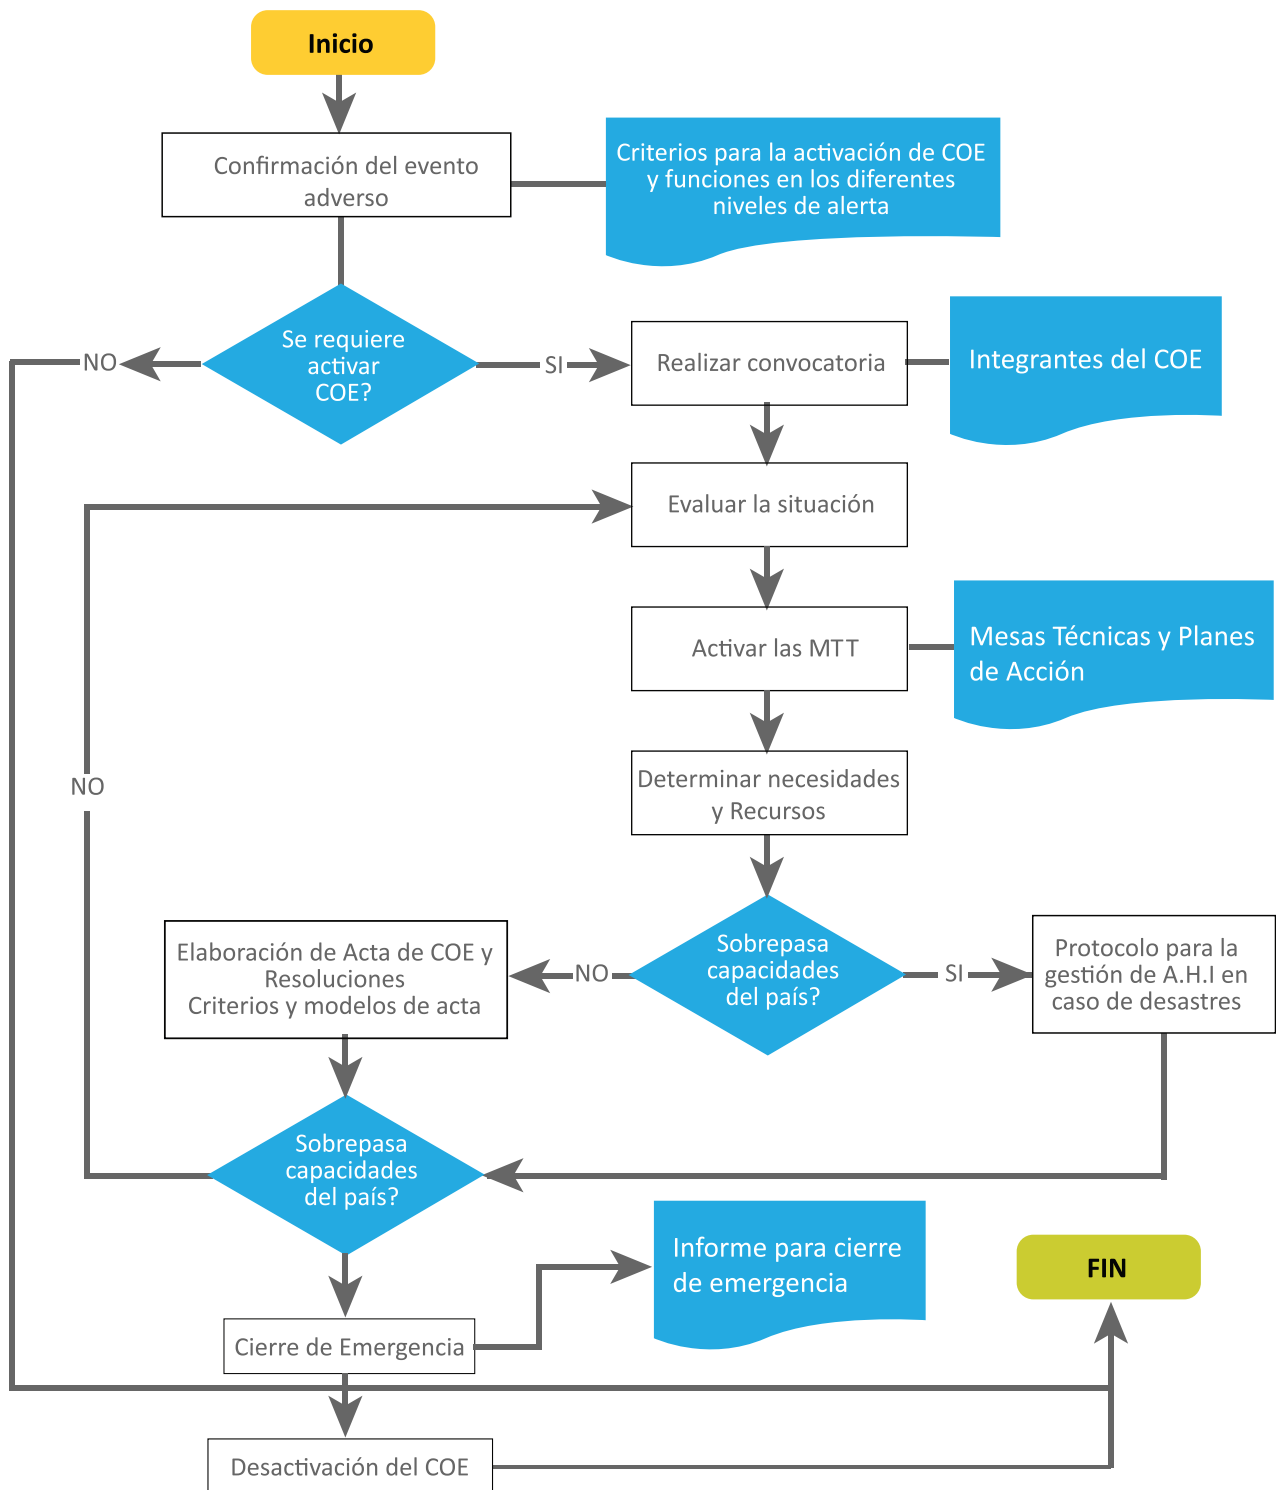 Inicio
Confirmación del evento
adverso
Criterios para la activación de COE
y funciones en los diferentes
niveles de alerta
Se requiere
activar
COE?
NO
SI
Realizar convocatoria
Integrantes del COE
Evaluar la situación
Activar las MTT
Mesas Técnicas y Planes
de Acción
NO
Determinar necesidades
y Recursos
Sobrepasa
capacidades
del país?
NO
SI
Elaboración de Acta de COE y
Resoluciones
Criterios y modelos de acta
Protocolo para la
gestión de A.H.I en
caso de desastres
Sobrepasa
capacidades
del país?
Informe para cierre
de emergencia
FIN
Cierre de Emergencia
Desactivación del COE